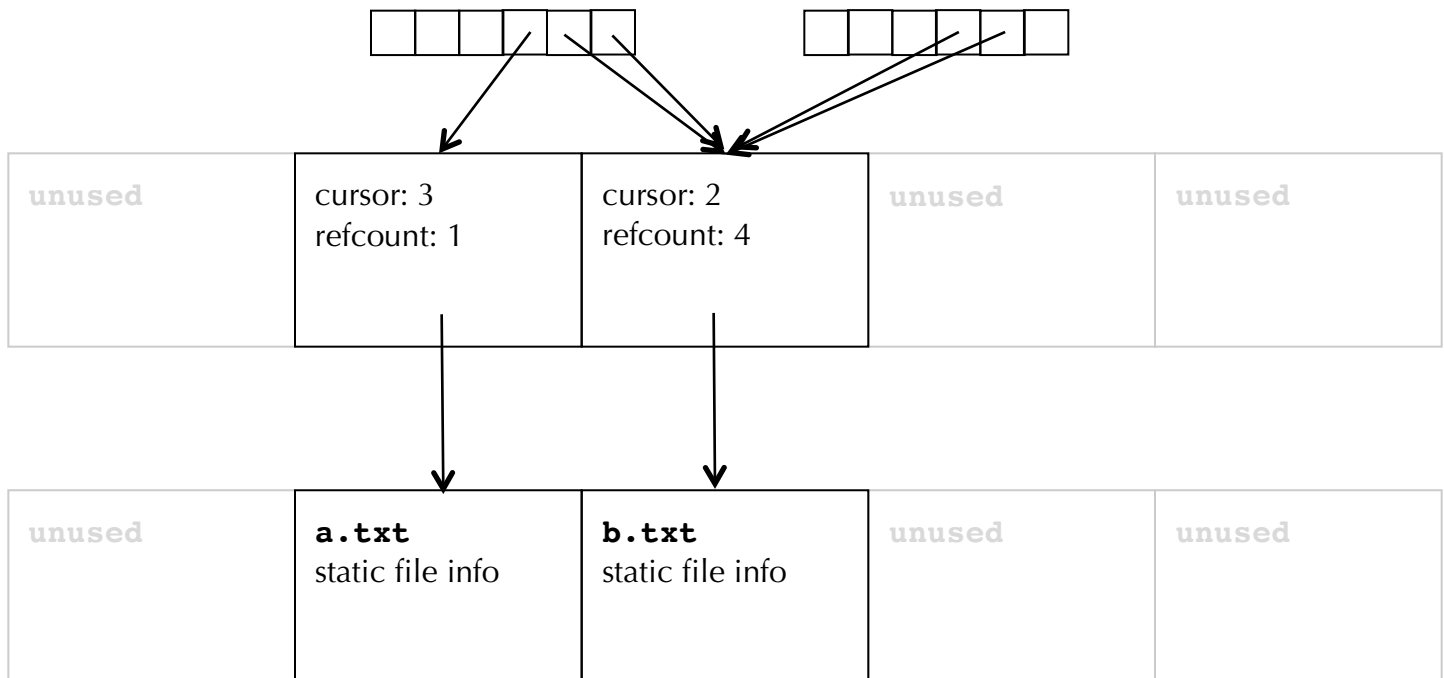 unused
cursor: 3
refcount: 1
cursor: 2
refcount: 4
unused
unused
unused
a.txt
static file info
b.txt
static file info
unused
unused